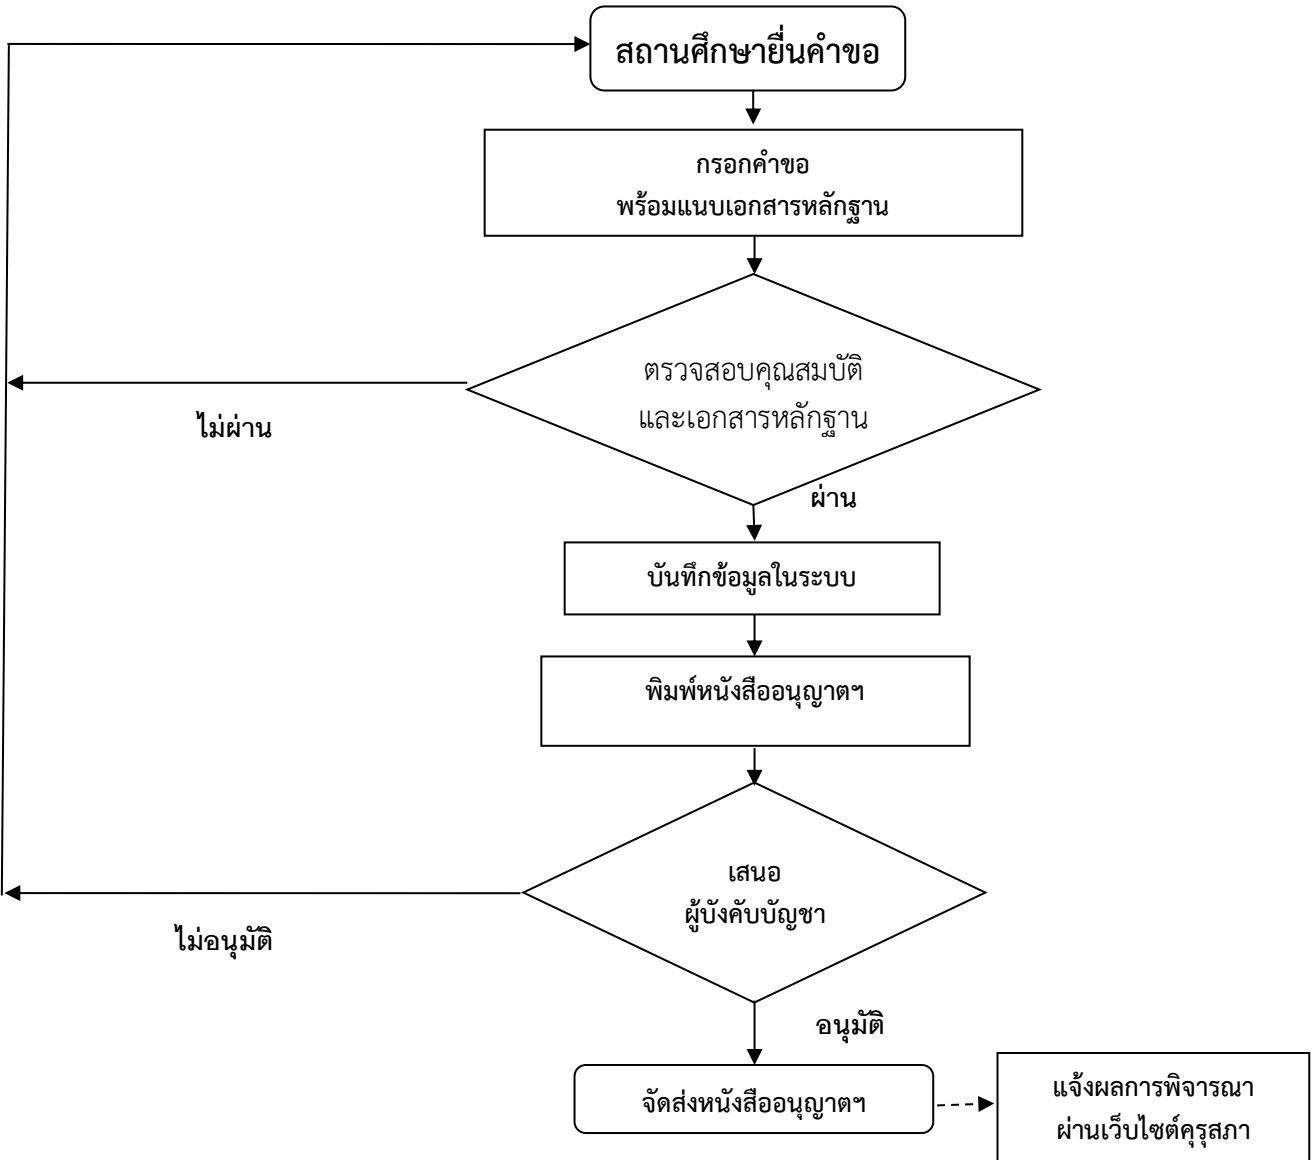 สถานศึกษายื่นคำขอ
กรอกคำขอ
พร้อมแนบเอกสารหลักฐาน
ตรวจสอบคุณสมบัติ
และเอกสารหลักฐาน
ไม่ผ่าน
ผ่าน
บันทึกข้อมูลในระบบ
พิมพ์หนังสืออนุญาตฯ
เสนอ
ผู้บังคับบัญชา
ไม่อนุมัติ
อนุมัติ
จัดส่งหนังสืออนุญาตฯ
แจ้งผลการพิจารณา
ผ่านเว็บไซต์คุรุสภา